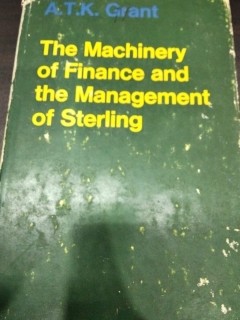 A.T.K. Grant
The Machinery
of Finance and
the Management
of Sterling